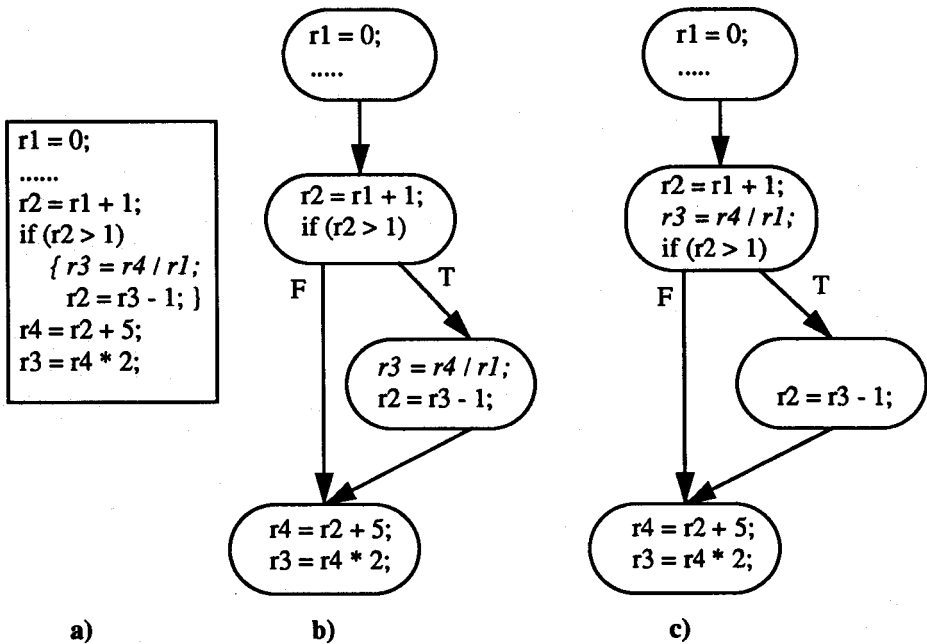 r1 = 0;
......
r2 = r1 + 1;
if (r2 > 1)
{ r3 = r4 / r1;
r2 = r3 - 1; }
r4 = r2 + 5;
r3 = r4 * 2;
a)
r1 = 0;
.....
r2 = r1 + 1;
if (r2 > 1)
F
T
r3 = r4 / r1;
r2 = r3 - 1;
r4 = r2 + 5;
r3 = r4 * 2;
b)
r1 = 0;
.....
r2 = r1 + 1;
r3 = r4 / r1;
if (r2 > 1)
F
T
r2 = r3 - 1;
r4 = r2 + 5;
r3 = r4 * 2;
c)